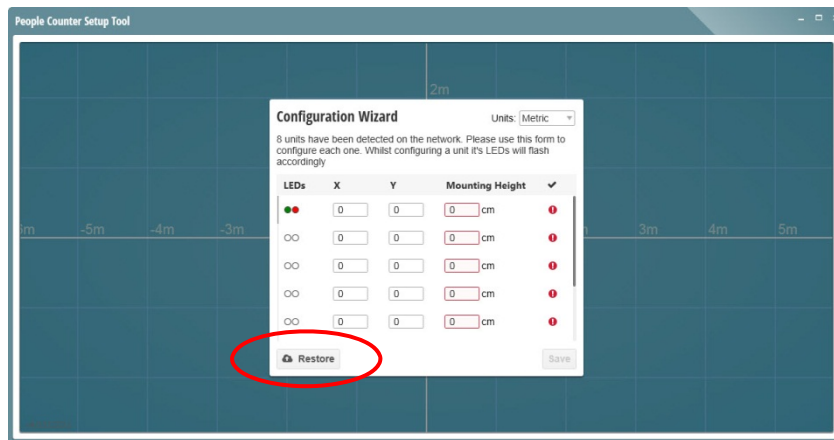 People Counter Setup Tool
2m
Configuration Wizard
Units: Metric
8 units have been detected on the network. Please use this form to
configure each one. Whilst configuring a unit it's LEDs will flash
accordingly
LEDs X Y Mounting Height
0 0 0 cm
0 0 0 cm
-5m -4m -3m 3m 4m 5m
0 0 0 cm
0 0 0 cm
0 0 0 cm
Restore Save